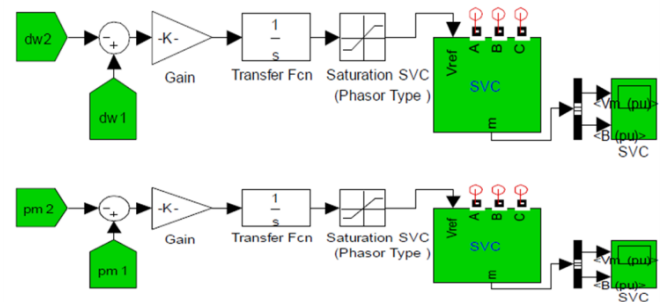 dw2
-
+
dw1
-K-
Gain
1
s
Transfer Fcn
Saturation SVC
(Phasor Type )
Vref
A
B
C
SVC
m
<Vm (pu)>
<B (pu)>
SVC
pm 2
-
+
pm 1
-K-
Gain
1
s
Transfer Fcn
Saturation SVC
(Phasor Type )
Vref
A
B
C
SVC
m
<Vm (pu)>
<B (pu)>
SVC